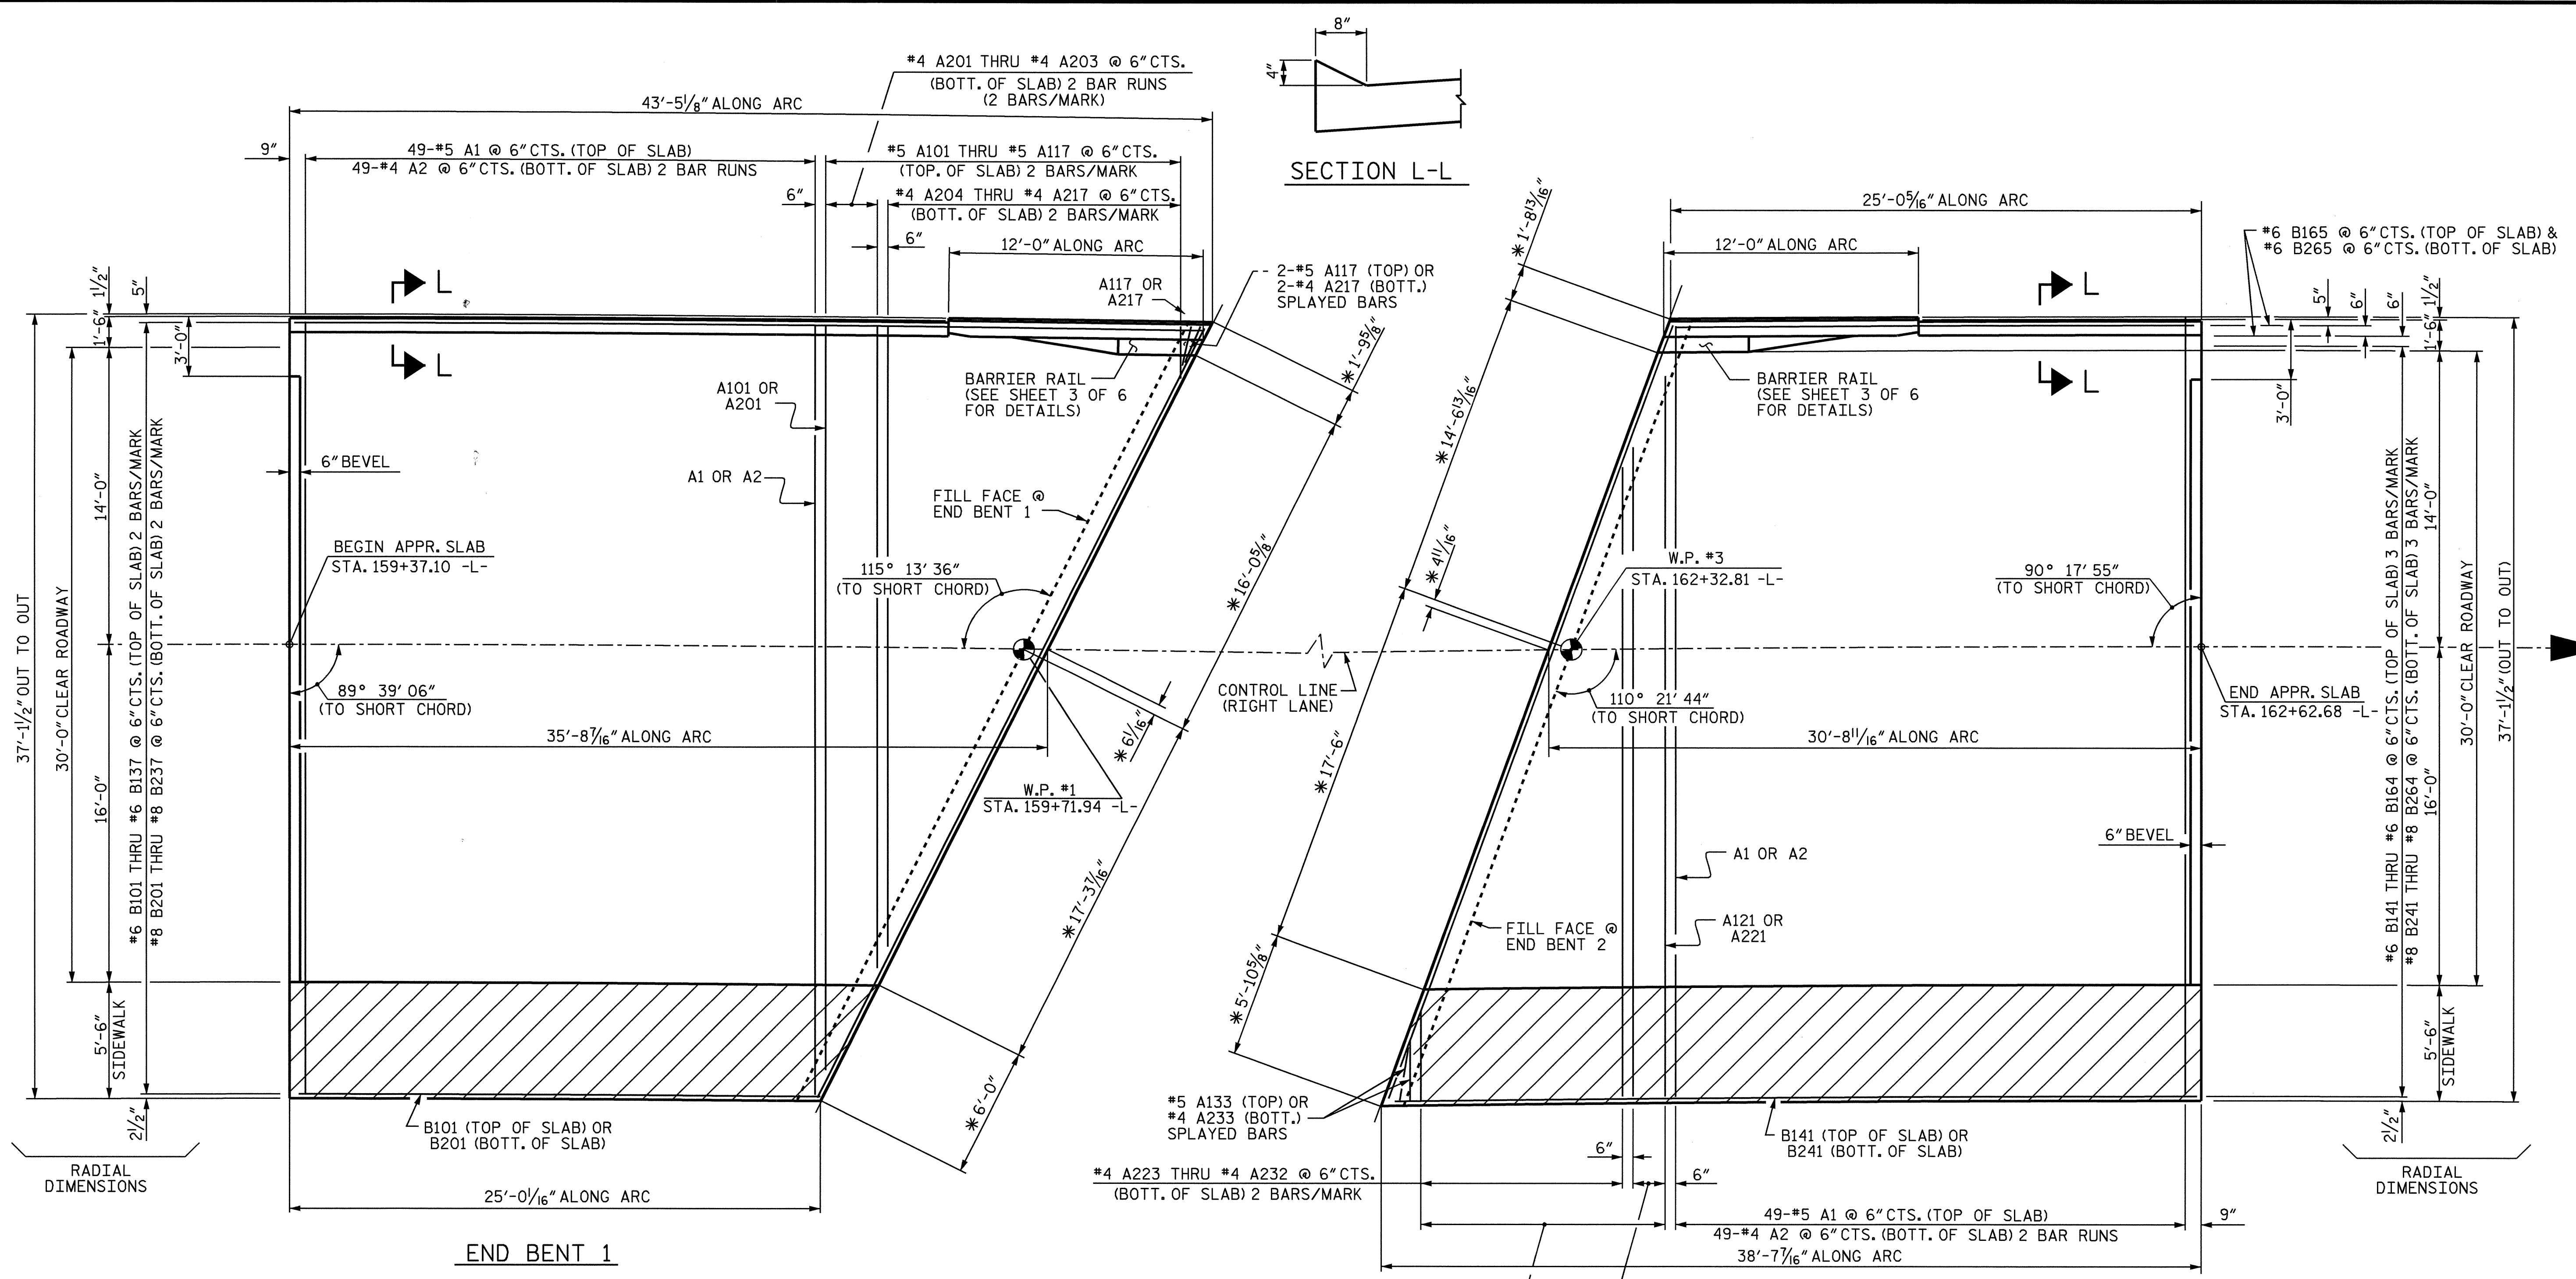 8"
4"
SECTION L-L
#4 A201 THRU #4 A203 @ 6" CTS.
(BOTT. OF SLAB) 2 BAR RUNS
(2 BARS/MARK)
43'-5 1/8" ALONG ARC
9"
49-#5 A1 @ 6" CTS. (TOP OF SLAB)
49-#4 A2 @ 6" CTS. (BOTT. OF SLAB) 2 BAR RUNS
#5 A101 THRU #5 A117 @ 6" CTS.
(TOP. OF SLAB) 2 BARS/MARK
6"
#4 A204 THRU #4 A217 @ 6" CTS.
(BOTT. OF SLAB) 2 BARS/MARK
6"
12'-0" ALONG ARC
A117 OR
A217
2-#5 A117 (TOP) OR
2-#4 A217 (BOTT.)
SPLAYED BARS
L
L
1 1/2"
1'-6"
5"
3'-0"
14'-0"
16'-0"
5'-6"
SIDEWALK
2 1/2"
37'-1 1/2" OUT TO OUT
30'-0" CLEAR ROADWAY
#6 B101 THRU #6 B137 @ 6" CTS. (TOP OF SLAB) 2 BARS/MARK
#8 B201 THRU #8 B237 @ 6" CTS. (BOTT. OF SLAB) 2 BARS/MARK
RADIAL
DIMENSIONS
6" BEVEL
BEGIN APPR. SLAB
STA. 159+37.10 -L-
89° 39' 06"
(TO SHORT CHORD)
A101 OR
A201
A1 OR A2
BARRIER RAIL
(SEE SHEET 3 OF 6
FOR DETAILS)
FILL FACE @
END BENT 1
115° 13' 36"
(TO SHORT CHORD)
35'-8 7/16" ALONG ARC
W.P. #1
STA. 159+71.94 -L-
*1'-9 5/8"
*16'-0 5/8"
*6 1/16"
*17'-3 7/16"
*6'-0"
B101 (TOP OF SLAB) OR
B201 (BOTT. OF SLAB)
25'-0 1/16" ALONG ARC
END BENT 1
CONTROL LINE
(RIGHT LANE)
*1'-8 13/16"
*14'-6 13/16"
*4 11/16"
*17'-6"
*5'-10 5/8"
25'-0 5/16" ALONG ARC
12'-0" ALONG ARC
#6 B165 @ 6" CTS. (TOP OF SLAB) &
#6 B265 @ 6" CTS. (BOTT. OF SLAB)
L
L
5"
6"
6"
1 1/2"
1'-6"
3'-0"
BARRIER RAIL
(SEE SHEET 3 OF 6
FOR DETAILS)
W.P. #3
STA. 162+32.81 -L-
90° 17' 55"
(TO SHORT CHORD)
110° 21' 44"
(TO SHORT CHORD)
END APPR. SLAB
STA. 162+62.68 -L-
30'-8 11/16" ALONG ARC
6" BEVEL
A1 OR A2
A121 OR
A221
FILL FACE @
END BENT 2
#6 B141 THRU #6 B164 @ 6" CTS. (TOP OF SLAB) 3 BARS/MARK
#8 B241 THRU #8 B264 @ 6" CTS. (BOTT. OF SLAB) 3 BARS/MARK
14'-0"
16'-0"
30'-0" CLEAR ROADWAY
37'-1 1/2" (OUT TO OUT)
5'-6"
SIDEWALK
2 1/2"
RADIAL
DIMENSIONS
#5 A133 (TOP) OR
#4 A233 (BOTT.)
SPLAYED BARS
B141 (TOP OF SLAB) OR
B241 (BOTT. OF SLAB)
#4 A223 THRU #4 A232 @ 6" CTS.
(BOTT. OF SLAB) 2 BARS/MARK
6"
6"
49-#5 A1 @ 6" CTS. (TOP OF SLAB)
49-#4 A2 @ 6" CTS. (BOTT. OF SLAB) 2 BAR RUNS
9"
38'-7 7/16" ALONG ARC